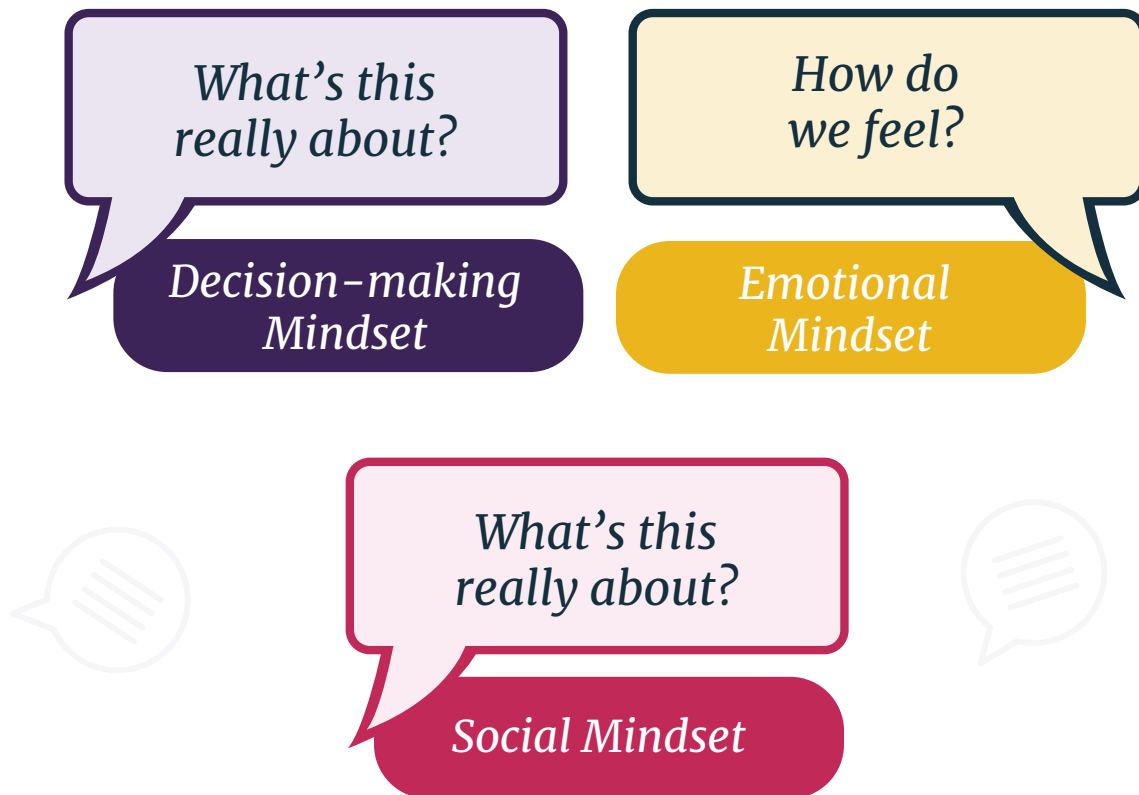 What’s this
really about?
How do
we feel?
Decision-making
Mindset
Emotional
Mindset
What’s this
really about?
Social Mindset